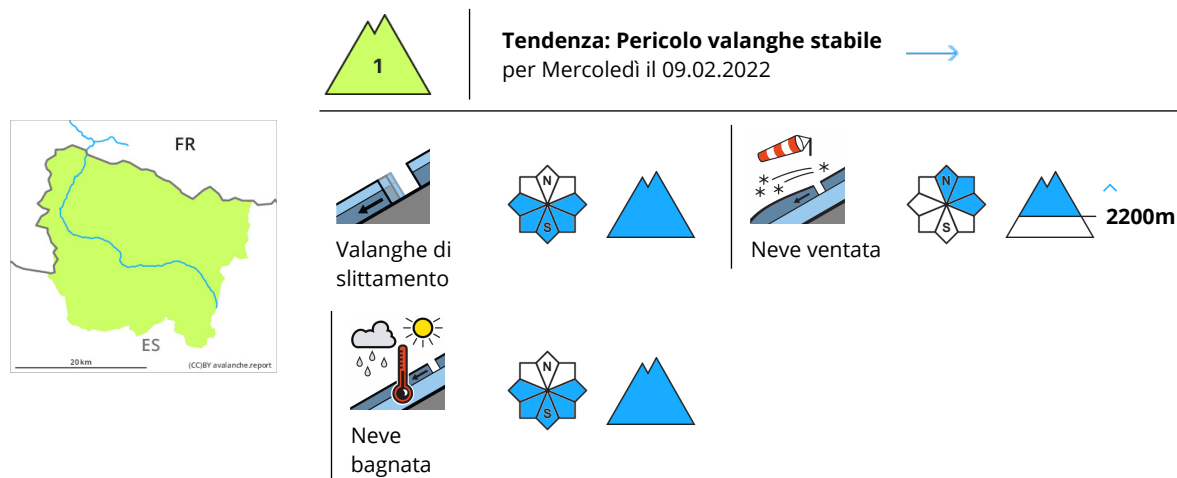 1
Tendenza: Pericolo valanghe stabile
per Mercoledì il 09.02.2022
FR
ES
20 km
(CC)BY avalanche.report
N
S
Valanghe di
slittamento
N
S
2200m
Neve ventata
N
S
Neve
bagnata